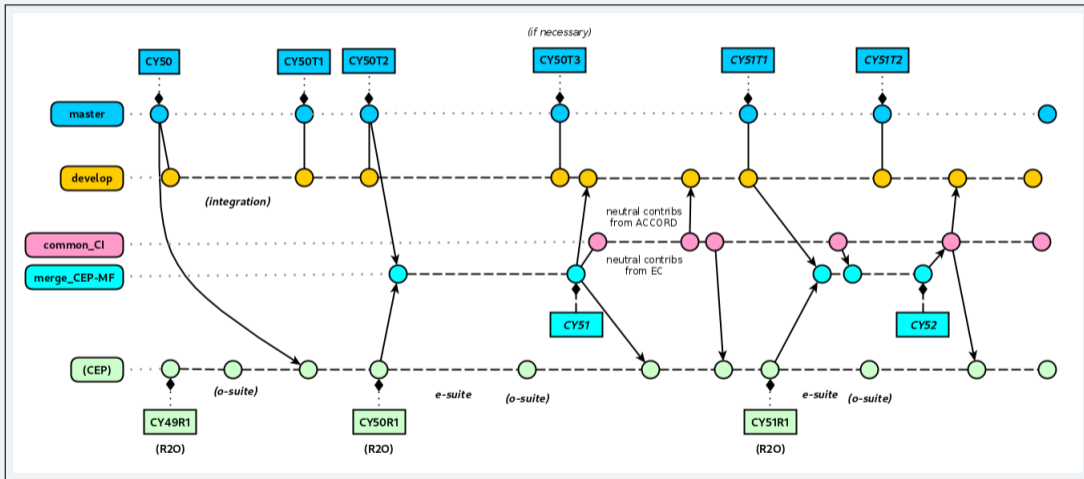 (if necessary)
CY50
CY50T1
CY50T2
CY50T3
CY51T1
CY51T2
master
develop
(integration)
neutral contribs
from ACCORD
common_CI
neutral contribs
from EC
merge_CEP-MF
CY51
CY52
(CEP)
(o-suite)
e-suite
(o-suite)
e-suite
(o-suite)
CY49R1
CY50R1
CY51R1
(R2O)
(R2O)
(R2O)